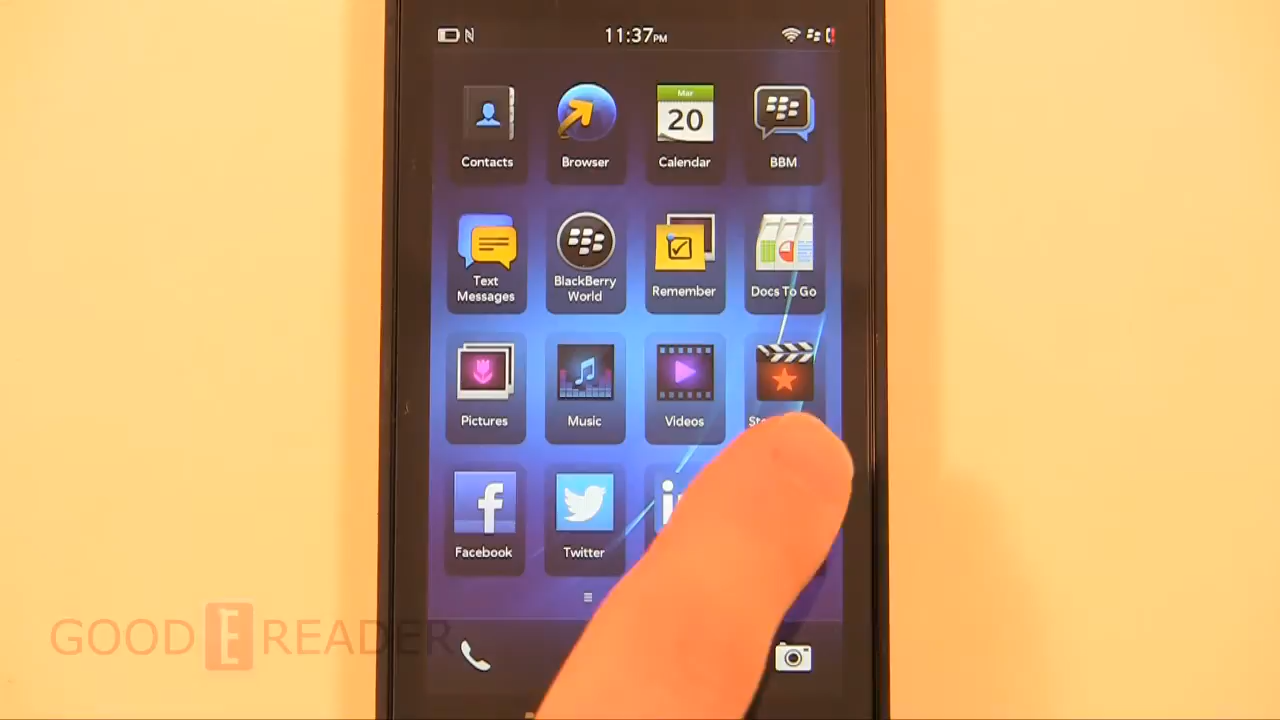 11:37PM
Contacts
Browser
Mar
20
Calendar
BBM
Text
Messages
BlackBerry
World
Remember
Docs To Go
Pictures
Music
Videos
Facebook
Twitter
GOOD E READER